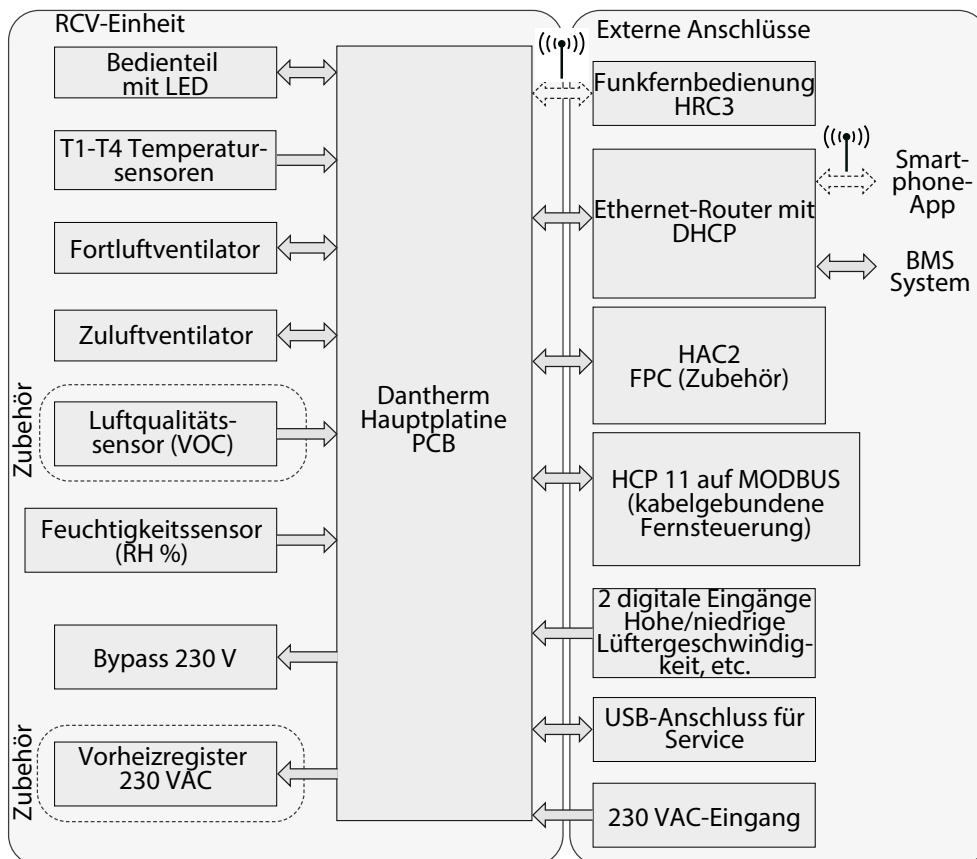 RCV-Einheit
Bedienteil
mit LED
T1-T4 Temperatur-
sensoren
Fortluftventilator
Zuluftventilator
Zubehör
Luftqualitäts-
sensor (VOC)
Feuchtigkeitssensor
(RH %)
Bypass 230 V
Zubehör
Vorheizregister
230 VAC
Dantherm
Hauptplatine
PCB
Externe Anschlüsse
Funkfernbedienung
HRC3
Ethernet-Router mit
DHCP
Smart-
phone-
App
BMS
System
HAC2
FPC (Zubehör)
HCP 11 auf MODBUS
(kabelgebundene
Fernsteuerung)
2 digitale Eingänge
Hohe/niedrige
Lüftergeschwindig-
keit, etc.
USB-Anschluss für
Service
230 VAC-Eingang